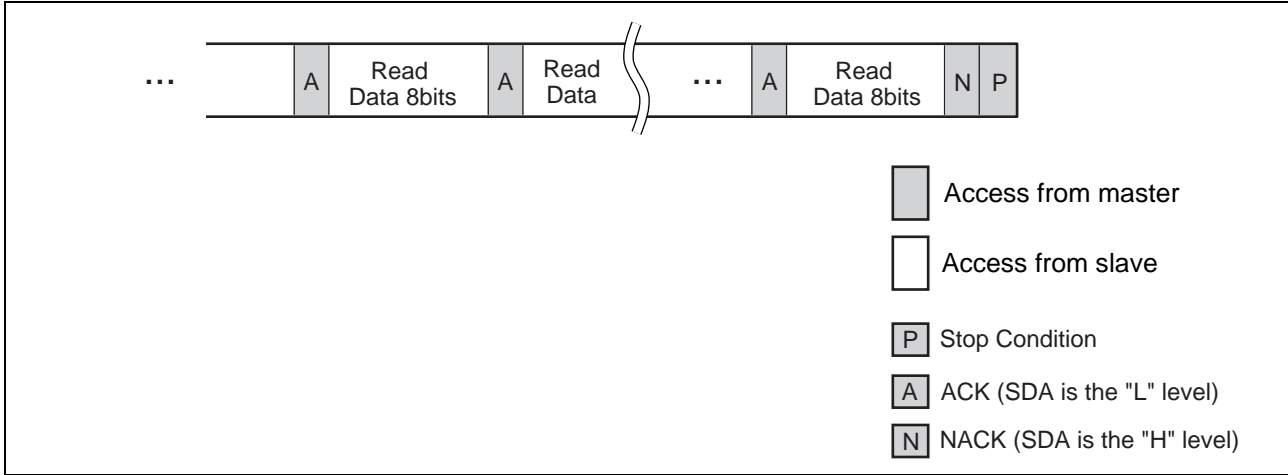 ... A Read Data 8bits A Read Data ... A Read Data 8bits N P
Access from master
Access from slave
P Stop Condition
A ACK (SDA is the "L" level)
N NACK (SDA is the "H" level)